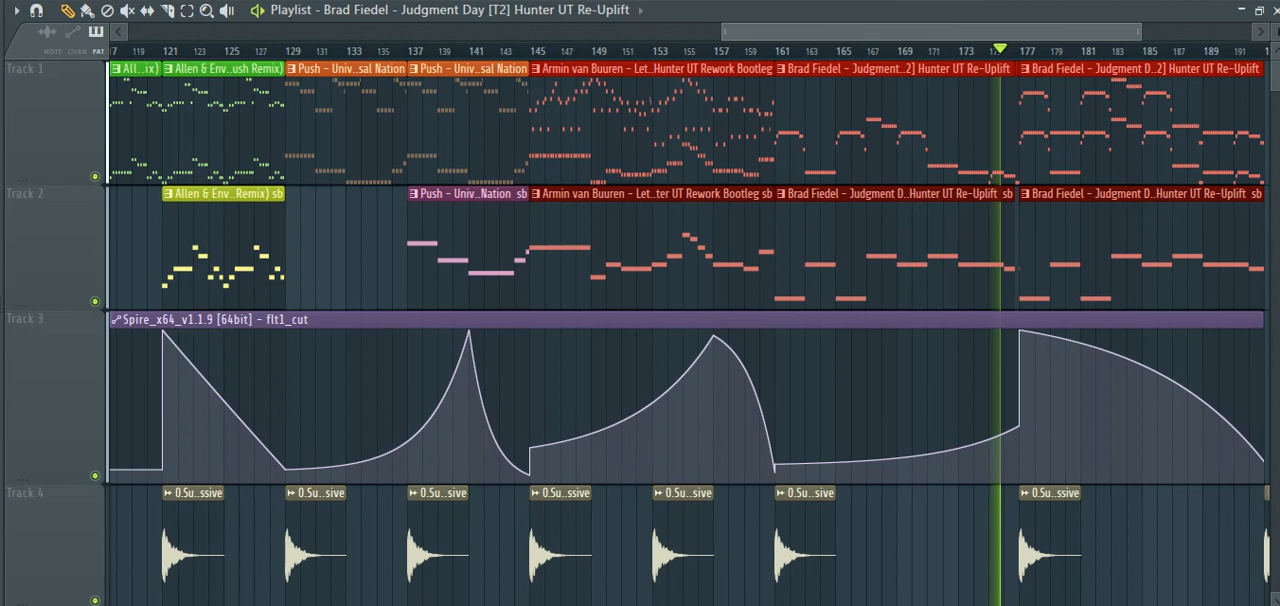 Playlist - Brad Fiedel - Judgment Day [T2] Hunter UT Re-Uplift
NOTE CHAN PAT
119 121 123 125 127 129 131 133 135 137 139 141 143 145 147 149 151 153 155 157 159 161 163 165 167 169 171 173 177 179 181 183 185 187 189 191
Track 1
All...ix) Allen & Env..ush Remix) Push - Univ..sal Nation Push - Univ..sal Nation Armin van Buuren - Let..Hunter UT Rework Bootleg Brad Fiedel - Judgment...2] Hunter UT Re-Uplift Brad Fiedel - Judgment D...2] Hunter UT Re-Uplift
Track 2
Allen & Env..Remix) sb Push - Univ..Nation sb Armin van Buuren - Let..ter UT Rework Bootleg sb Brad Fiedel - Judgment D..Hunter UT Re-Uplift sb Brad Fiedel - Judgment D..Hunter UT Re-Uplift sb
Track 3
Spire_x64_v1.1.9 [64bit] - flt1_cut
Track 4
0.5u..ssive 0.5u..sive 0.5u..sive 0.5u..ssive 0.5u..sive 0.5u..sive 0.5u..ssive